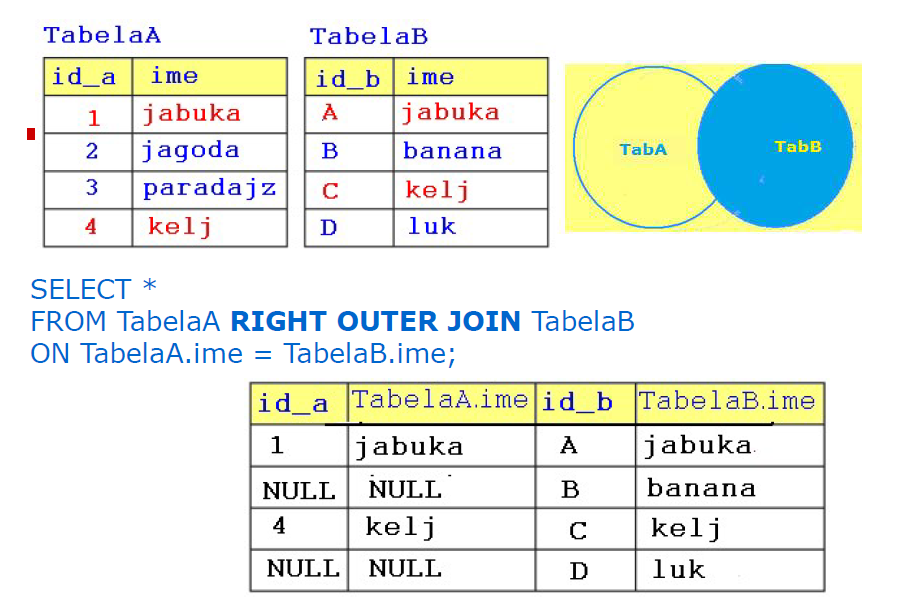 TabelaA
id_a ime
1 jabuka
2 jagoda
3 paradajz
4 kelj
TabelaB
id_b ime
A jabuka
B banana
C kelj
D luk
TabA TabB
SELECT *
FROM TabelaA RIGHT OUTER JOIN TabelaB
ON TabelaA.ime = TabelaB.ime;
id_a TabelaA.ime id_b TabelaB.ime
1 jabuka A jabuka
NULL NULL B banana
4 kelj C kelj
NULL NULL D luk